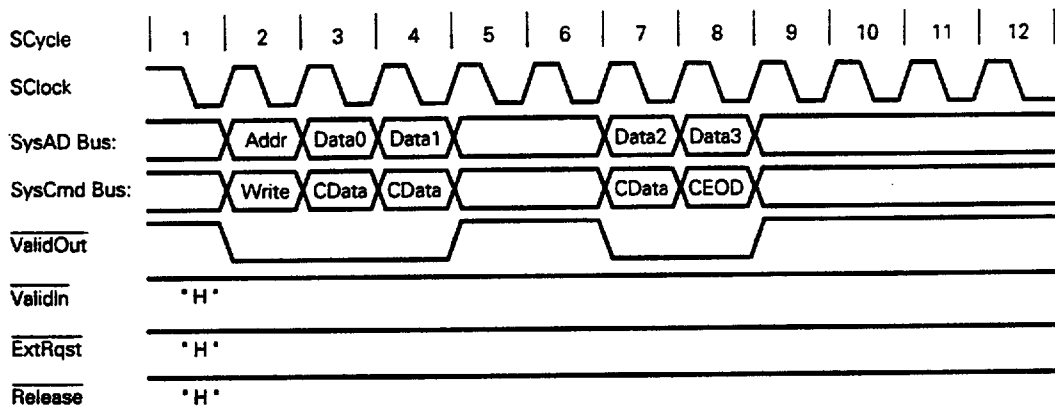 SCycle 1 2 3 4 5 6 7 8 9 10 11 12
SClock
SysAD Bus: Addr Data0 Data1 Data2 Data3
SysCmd Bus: Write CData CData CData CEOD
ValidOut
ValidIn "H"
ExtRqst "H"
Release "H"